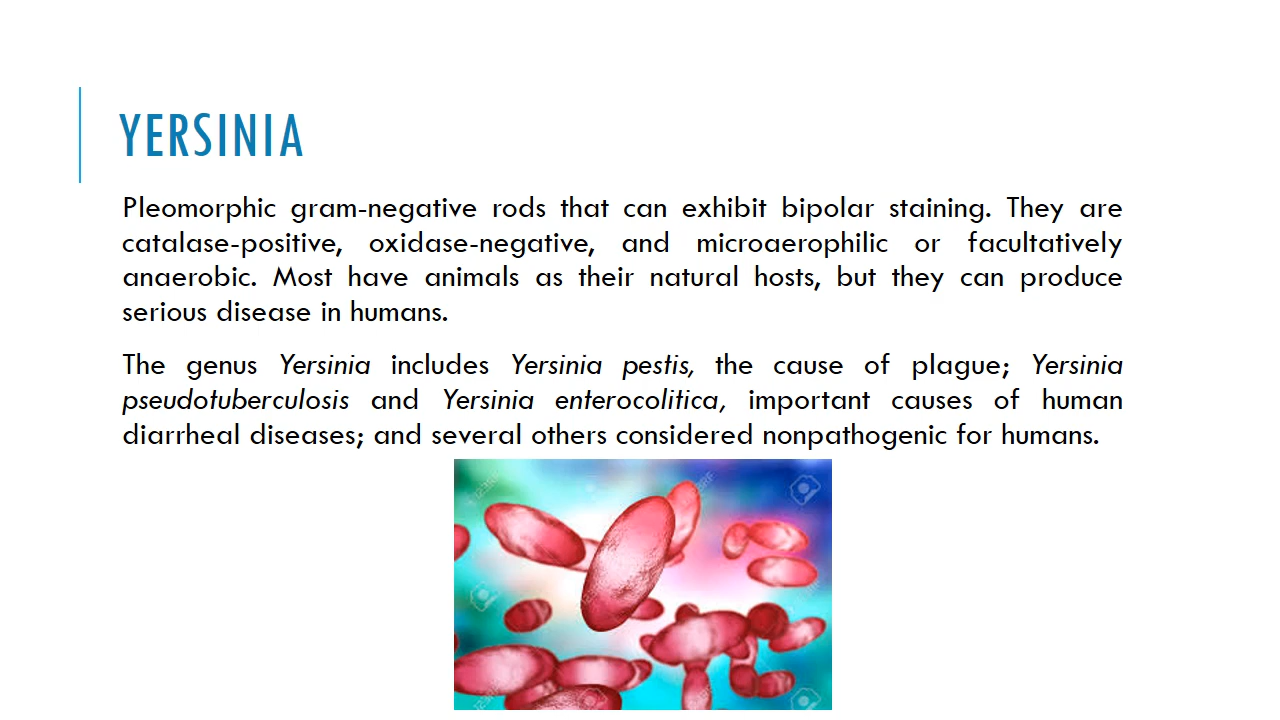 YERSINIA
Pleomorphic gram-negative rods that can exhibit bipolar staining. They are
catalase-positive, oxidase-negative, and microaerophilic or facultatively
anaerobic. Most have animals as their natural hosts, but they can produce
serious disease in humans.
The genus Yersinia includes Yersinia pestis, the cause of plague; Yersinia
pseudotuberculosis and Yersinia enterocolitica, important causes of human
diarrheal diseases; and several others considered nonpathogenic for humans.